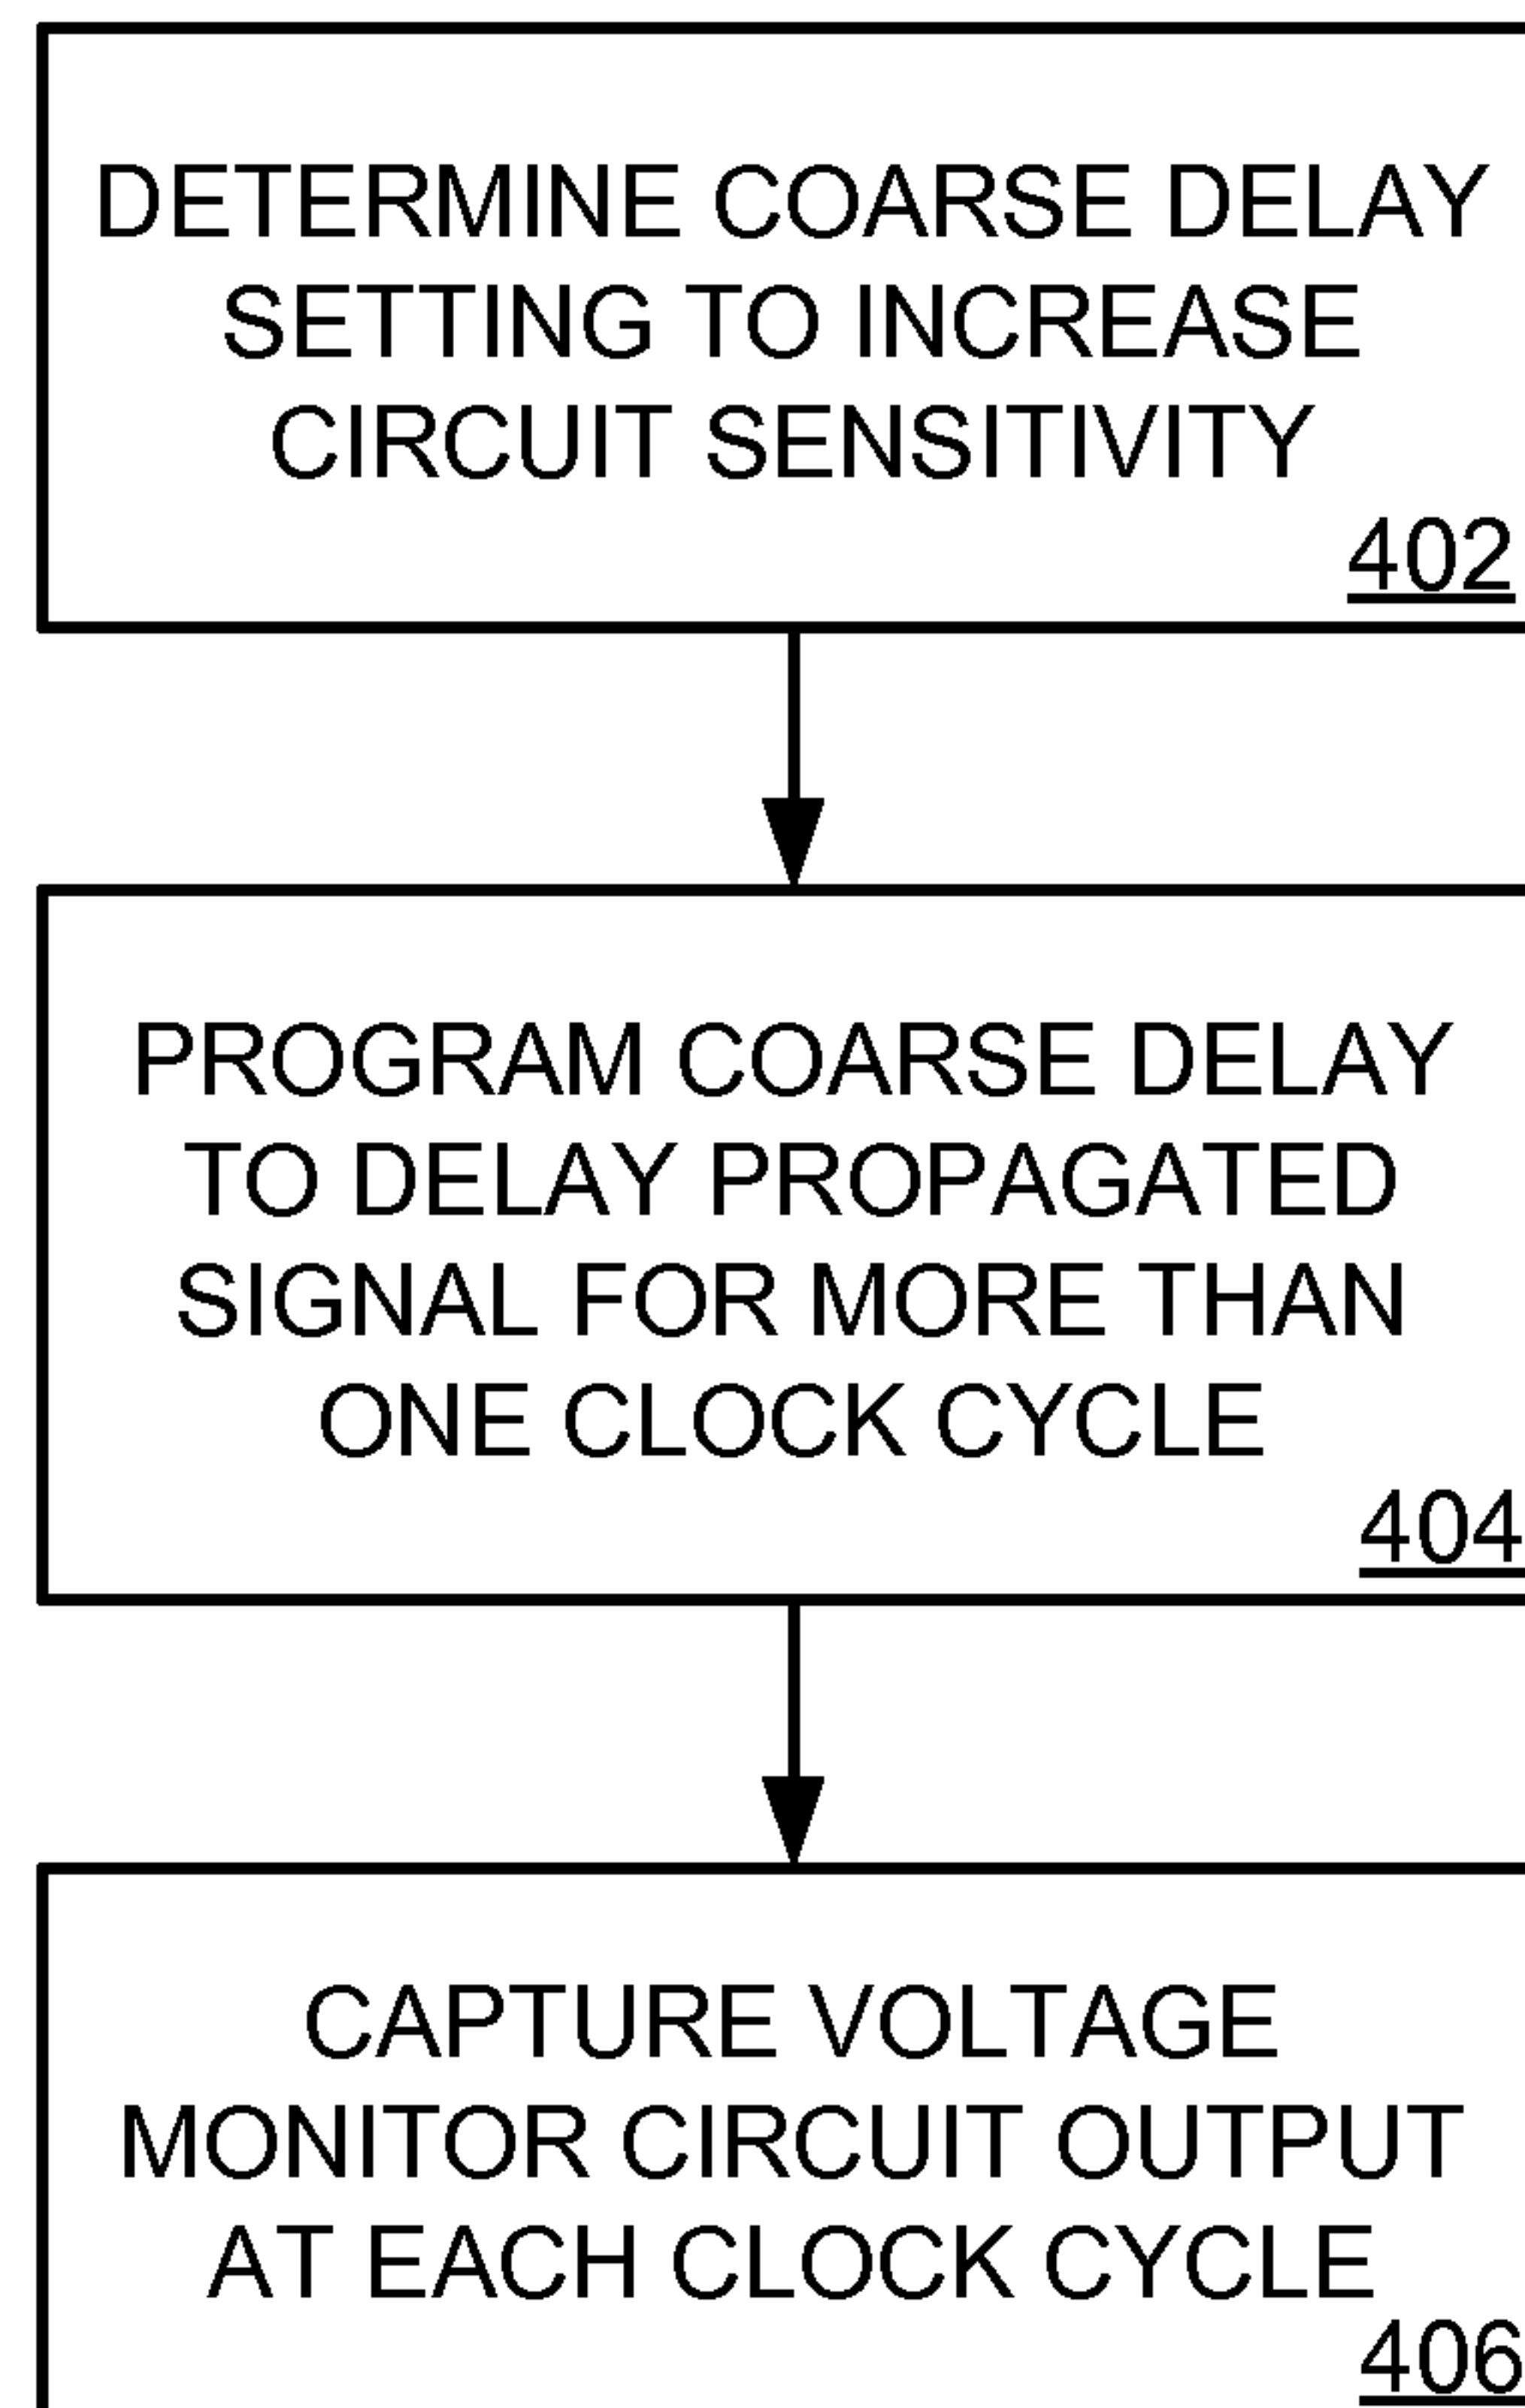 DETERMINE COARSE DELAY
SETTING TO INCREASE
CIRCUIT SENSITIVITY
402
PROGRAM COARSE DELAY
TO DELAY PROPAGATED
SIGNAL FOR MORE THAN
ONE CLOCK CYCLE
404
CAPTURE VOLTAGE
MONITOR CIRCUIT OUTPUT
AT EACH CLOCK CYCLE
406